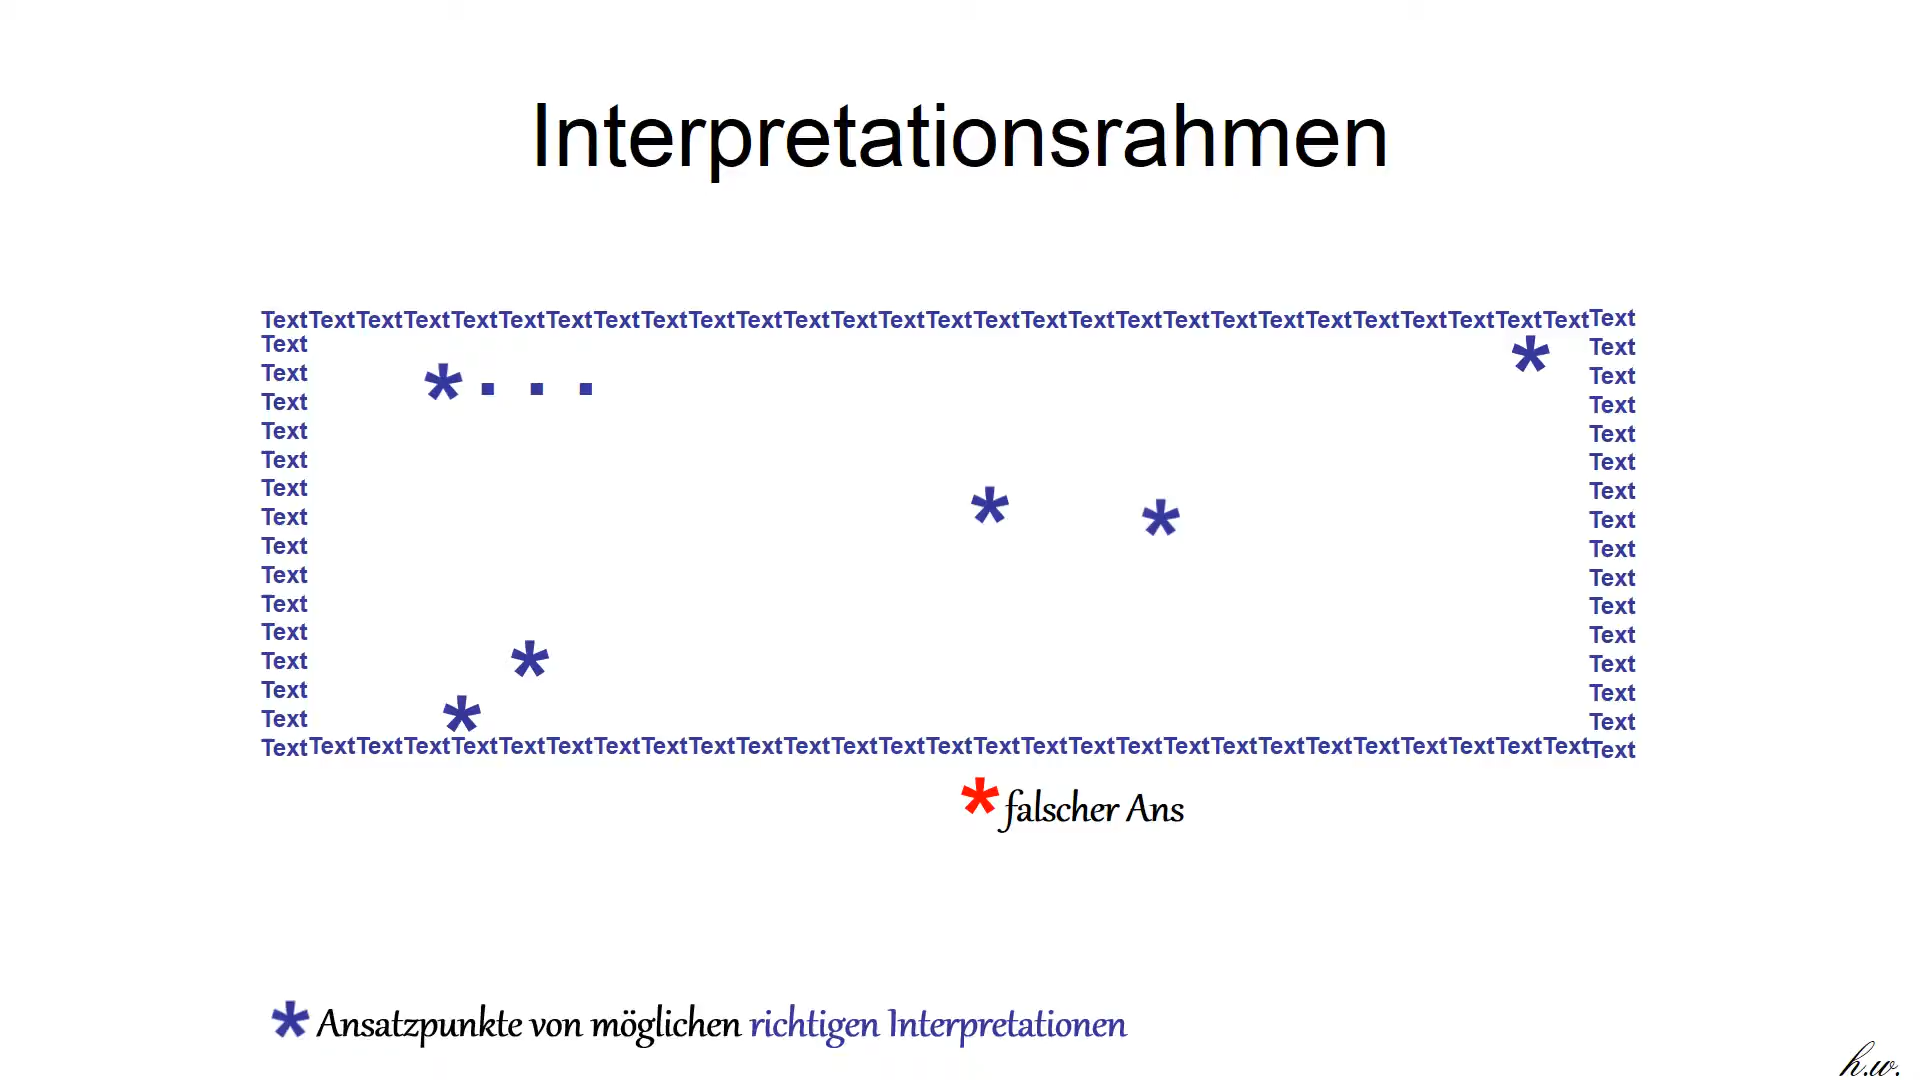 Interpretationsrahmen
TextTextTextTextTextTextTextTextTextTextTextTextTextTextTextTextTextTextTextTextTextTextTextTextTextTextTextTextText
Text * Text
Text *... Text
Text Text
Text Text
Text Text
Text Text
Text * * Text
Text Text
Text Text
Text Text
Text Text
Text * Text
Text Text
Text * Text
TextTextTextTextTextTextTextTextTextTextTextTextTextTextTextTextTextTextTextTextTextTextTextTextTextTextTextTextText
* falscher Ans
* Ansatzpunkte von möglichen richtigen Interpretationen
h.w.